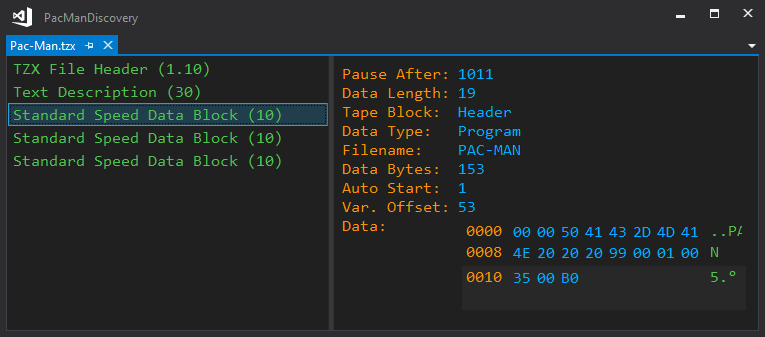 PacManDiscovery
Pac-Man.tzx
TZX File Header (1.10)
Text Description (30)
Standard Speed Data Block (10)
Standard Speed Data Block (10)
Standard Speed Data Block (10)
Pause After: 1011
Data Length: 19
Tape Block: Header
Data Type: Program
Filename: PAC-MAN
Data Bytes: 153
Auto Start: 1
Var. Offset: 53
Data:
0000 00 00 50 41 43 2D 4D 41 ..PA
0008 4E 20 20 20 99 00 01 00 N
0010 35 00 B0 5.°